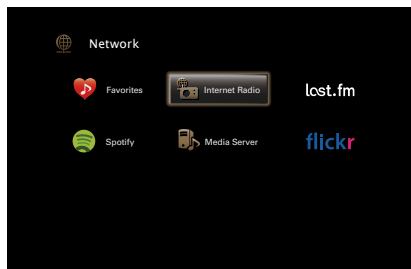 Network
Favorites
Internet Radio
last.fm
Spotify
Media Server
flickr